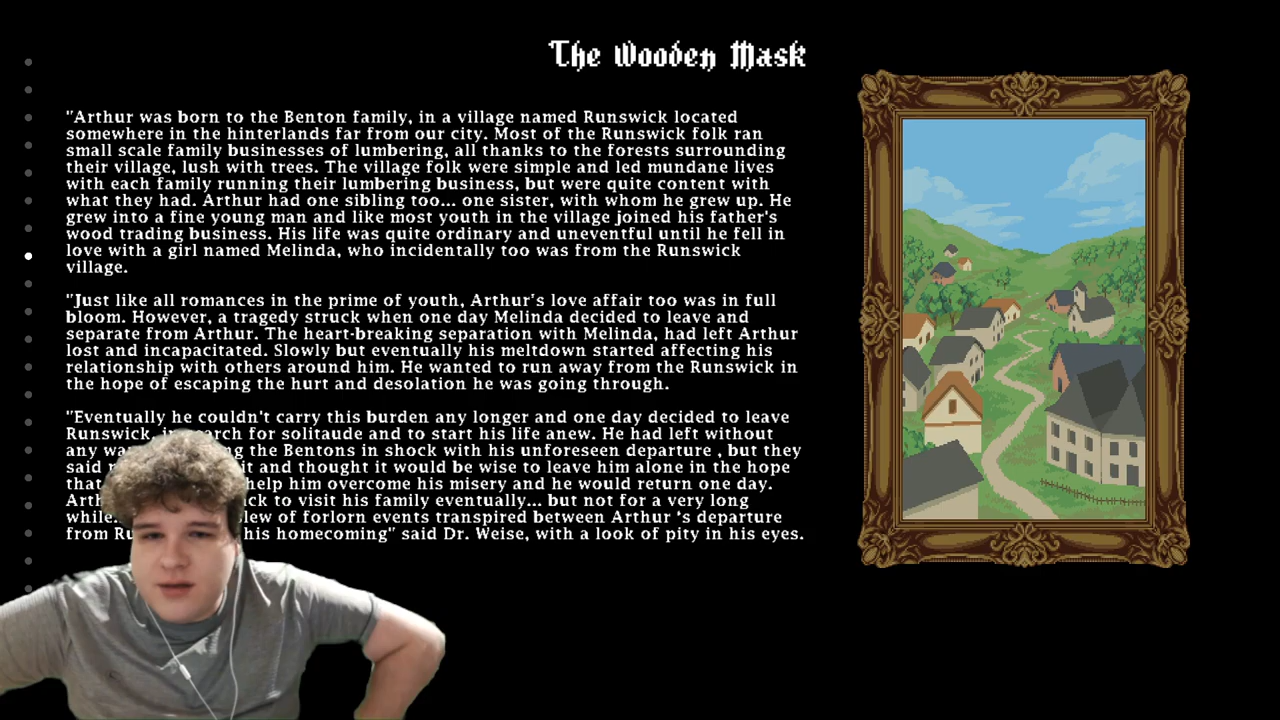 The Wooden Mask
"Arthur was born to the Benton family, in a village named Runswick located
somewhere in the hinterlands far from our city. Most of the Runswick folk ran
small scale family businesses of lumbering, all thanks to the forests surrounding
their village, lush with trees. The village folk were simple and led mundane lives
with each family running their lumbering business, but were quite content with
what they had. Arthur had one sibling too... one sister, with whom he grew up. He
grew into a fine young man and like most youth in the village joined his father's
wood trading business. His life was quite ordinary and uneventful until he fell in
love with a girl named Melinda, who incidentally too was from the Runswick
village.
"Just like all romances in the prime of youth, Arthur's love affair too was in full
bloom. However, a tragedy struck when one day Melinda decided to leave and
separate from Arthur. The heart-breaking separation with Melinda, had left Arthur
lost and incapacitated. Slowly but eventually his meltdown started affecting his
relationship with others around him. He wanted to run away from the Runswick in
the hope of escaping the hurt and desolation he was going through.
"Eventually he couldn't carry this burden any longer and one day decided to leave
Runswick, for solitude and to start his life anew. He had left without
any the Bentons in shock with his unforeseen departure , but they
said it and thought it would be wise to leave him alone in the hope
that help him overcome his misery and he would return one day.
to visit his family eventually... but not for a very long
while. of forlorn events transpired between Arthur 's departure
from his homecoming" said Dr. Weise, with a look of pity in his eyes.